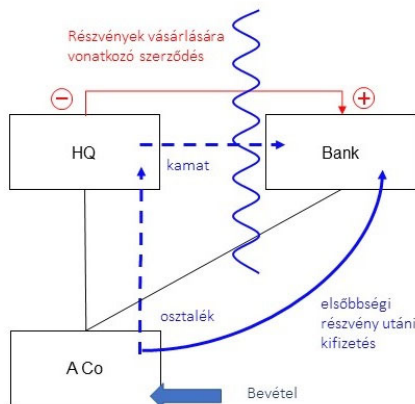 Részvények vásárlására
vonatkozó szerződés
−
+
HQ
Bank
kamat
osztalék
elsőbbségi
részvény utáni
kifizetés
A Co
Bevétel